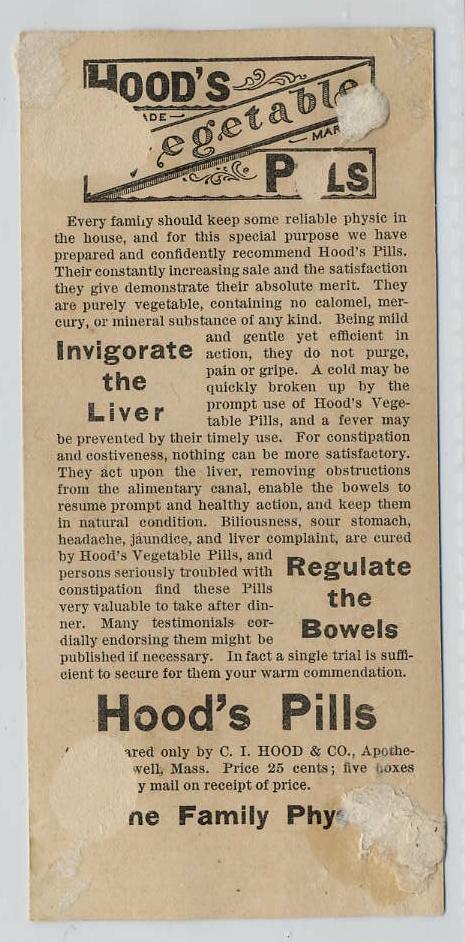 HOOD'S
egetable
Every family should keep some reliable physic in
the house, and for this special purpose we have
prepared and confidently recommend Hood's Pills.
Their constantly increasing sale and the satisfaction
they give demonstrate their absolute merit. They
are purely vegetable, containing no calomel, mer-
cury, or mineral substance of any kind. Being mild
and gentle yet efficient in
action, they do not purge,
pain or gripe. A cold may be
quickly broken up by the
prompt use of Hood's Vege-
table Pills, and a fever may
Invigorate
the
Liver
be prevented by their timely use. For constipation
and costiveness, nothing can be more satisfactory.
They act upon the liver, removing obstructions
from the alimentary canal, enable the bowels to
resume prompt and healthy action, and keep them
in natural condition. Biliousness, sour stomach,
headache, jaundice, and liver complaint, are cured
by Hood's Vegetable Pills, and
persons seriously troubled with
constipation find these Pills
very valuable to take after din-
ner. Many testimonials cor-
dially endorsing them might be
Regulate
the
Bowels
published if necessary. In fact a single trial is suffi-
cient to secure for them your warm commendation.
Hood's Pills
ared only by C. I. HOOD & CO., Apothe-
well, Mass. Price 25 cents; five boxes
y mail on receipt of price.
Family